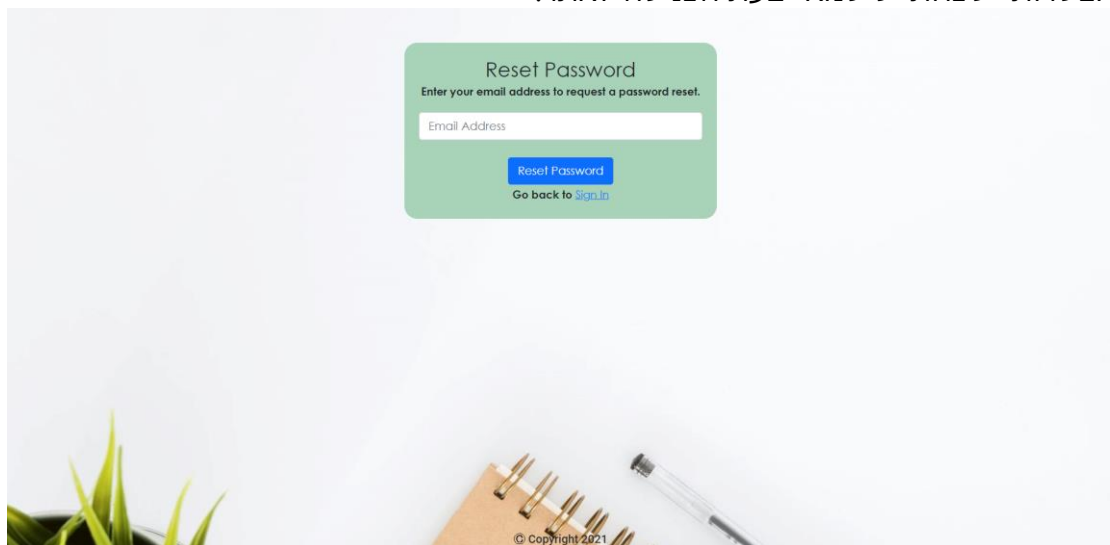 Reset Password
Enter your email address to request a password reset.
Email Address
Reset Password
Go back to Sign In
© Copyright 2021